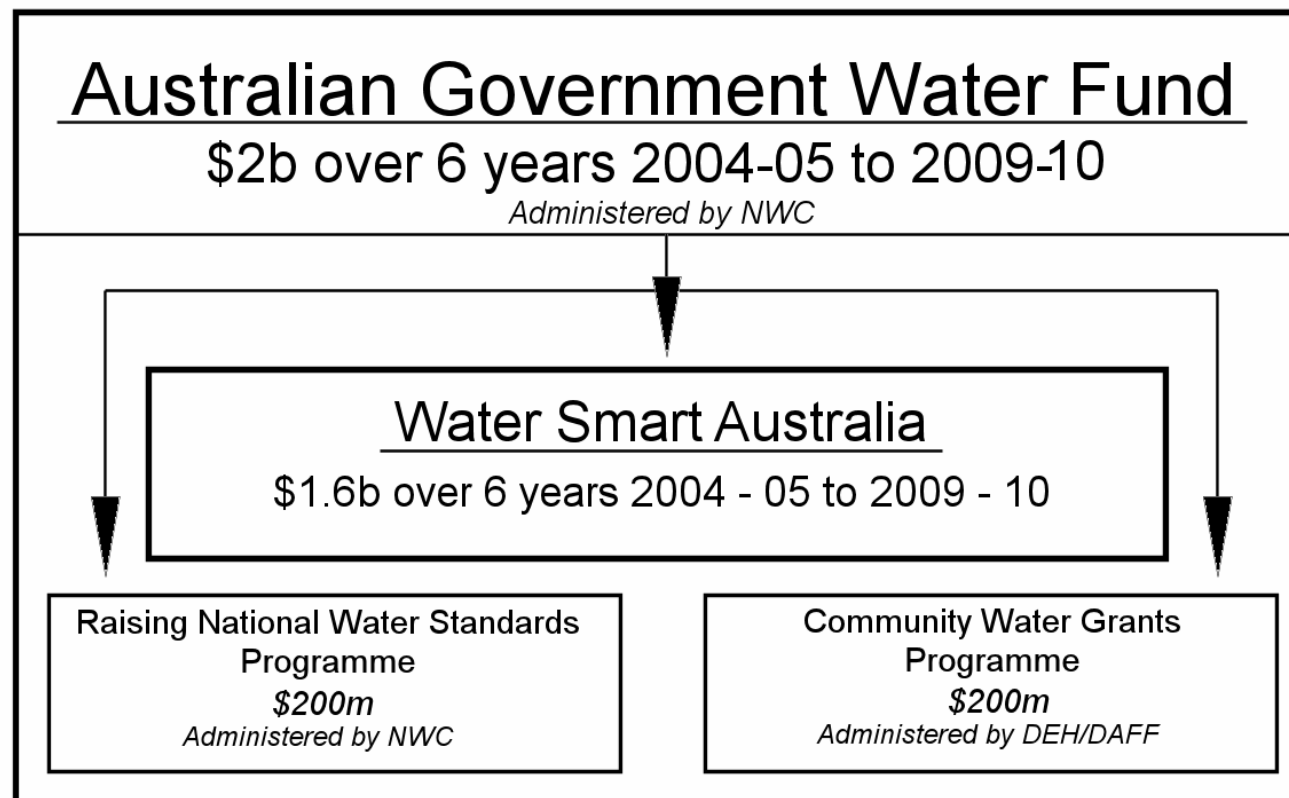 Australian Government Water Fund
$2b over 6 years 2004-05 to 2009-10
Administered by NWC
Water Smart Australia
$1.6b over 6 years 2004 - 05 to 2009 - 10
Raising National Water Standards
Programme
$200m
Administered by NWC
Community Water Grants
Programme
$200m
Administered by DEH/DAFF